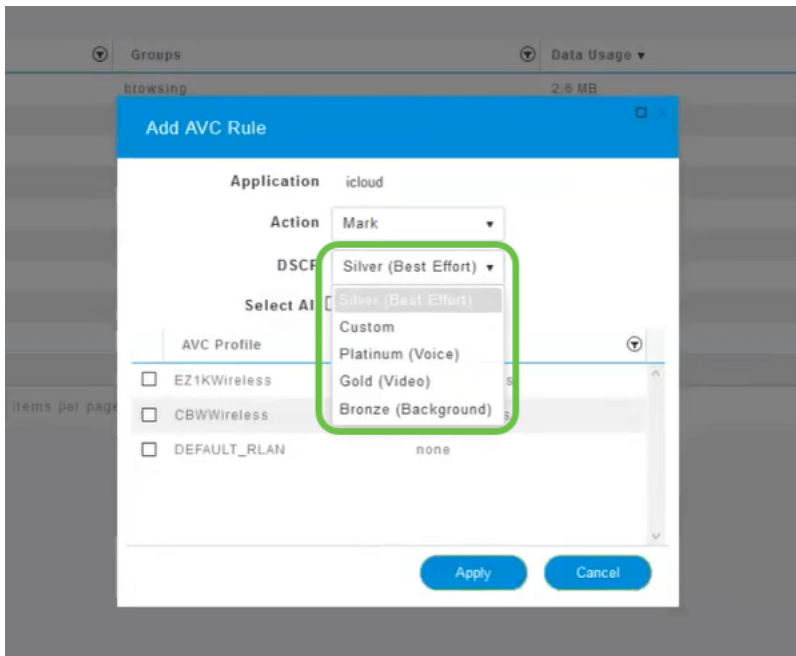 Groups Data Usage
browsing 2.6 MB
Add AVC Rule
Application icloud
Action Mark
DSCP Silver (Best Effort)
Select Al
Silver (Best Effort)
Custom
AVC Profile
Platinum (Voice)
EZ1KWireless Gold (Video) s
CBWWireless Bronze (Background) s
Items per page
DEFAULT_RLAN none
Apply Cancel